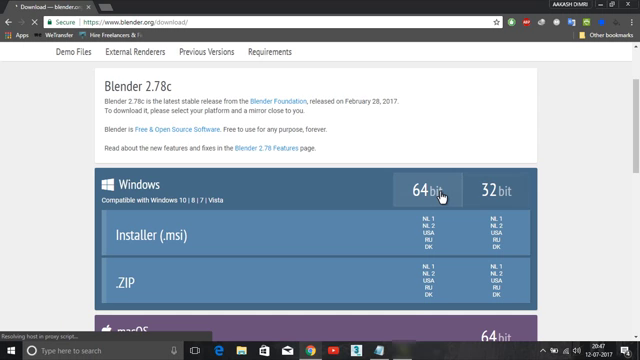 Download — blender.or
AAKASH DIMRI
Secure | https://www.blender.org/download/
Apps WeTransfer Hire Freelancers & F Other bookmarks
Demo Files External Renderers Previous Versions Requirements
Blender 2.78c
Blender 2.78c is the latest stable release from the Blender Foundation, released on February 28, 2017.
To download it, please select your platform and a mirror close to you.
Blender is Free & Open Source Software. Free to use for any purpose, forever.
Read about the new features and fixes in the Blender 2.78 Features page.
Windows 64 bit 32 bit
Compatible with Windows 10 | 8 | 7 | Vista
Installer (.msi)
NL 1 NL 1
NL 2 NL 2
USA USA
RU RU
DK DK
.ZIP
NL 1 NL 1
NL 2 NL 2
USA USA
RU RU
DK DK
macOS 64 bit
Resolving host in proxy script...
Type here to search
20:47
12-07-2017